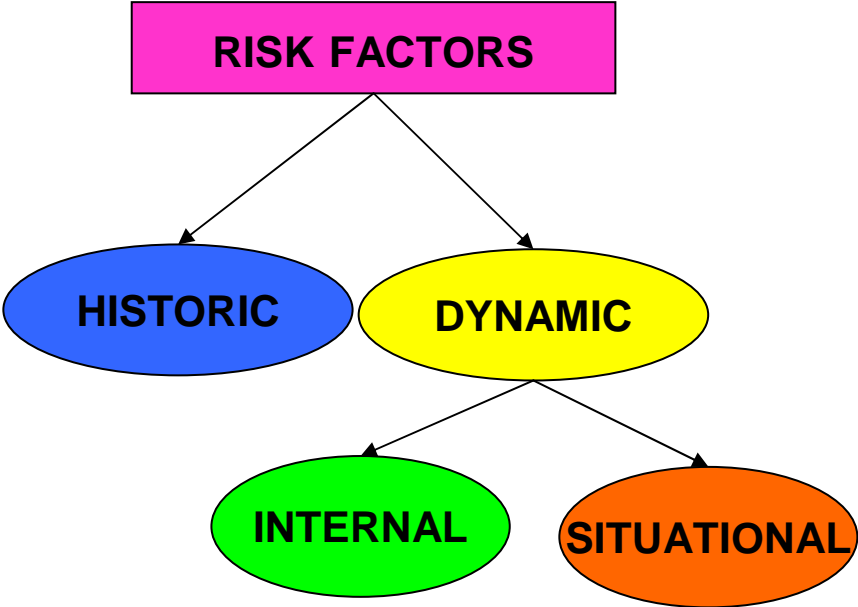 RISK FACTORS
HISTORIC
DYNAMIC
INTERNAL
SITUATIONAL